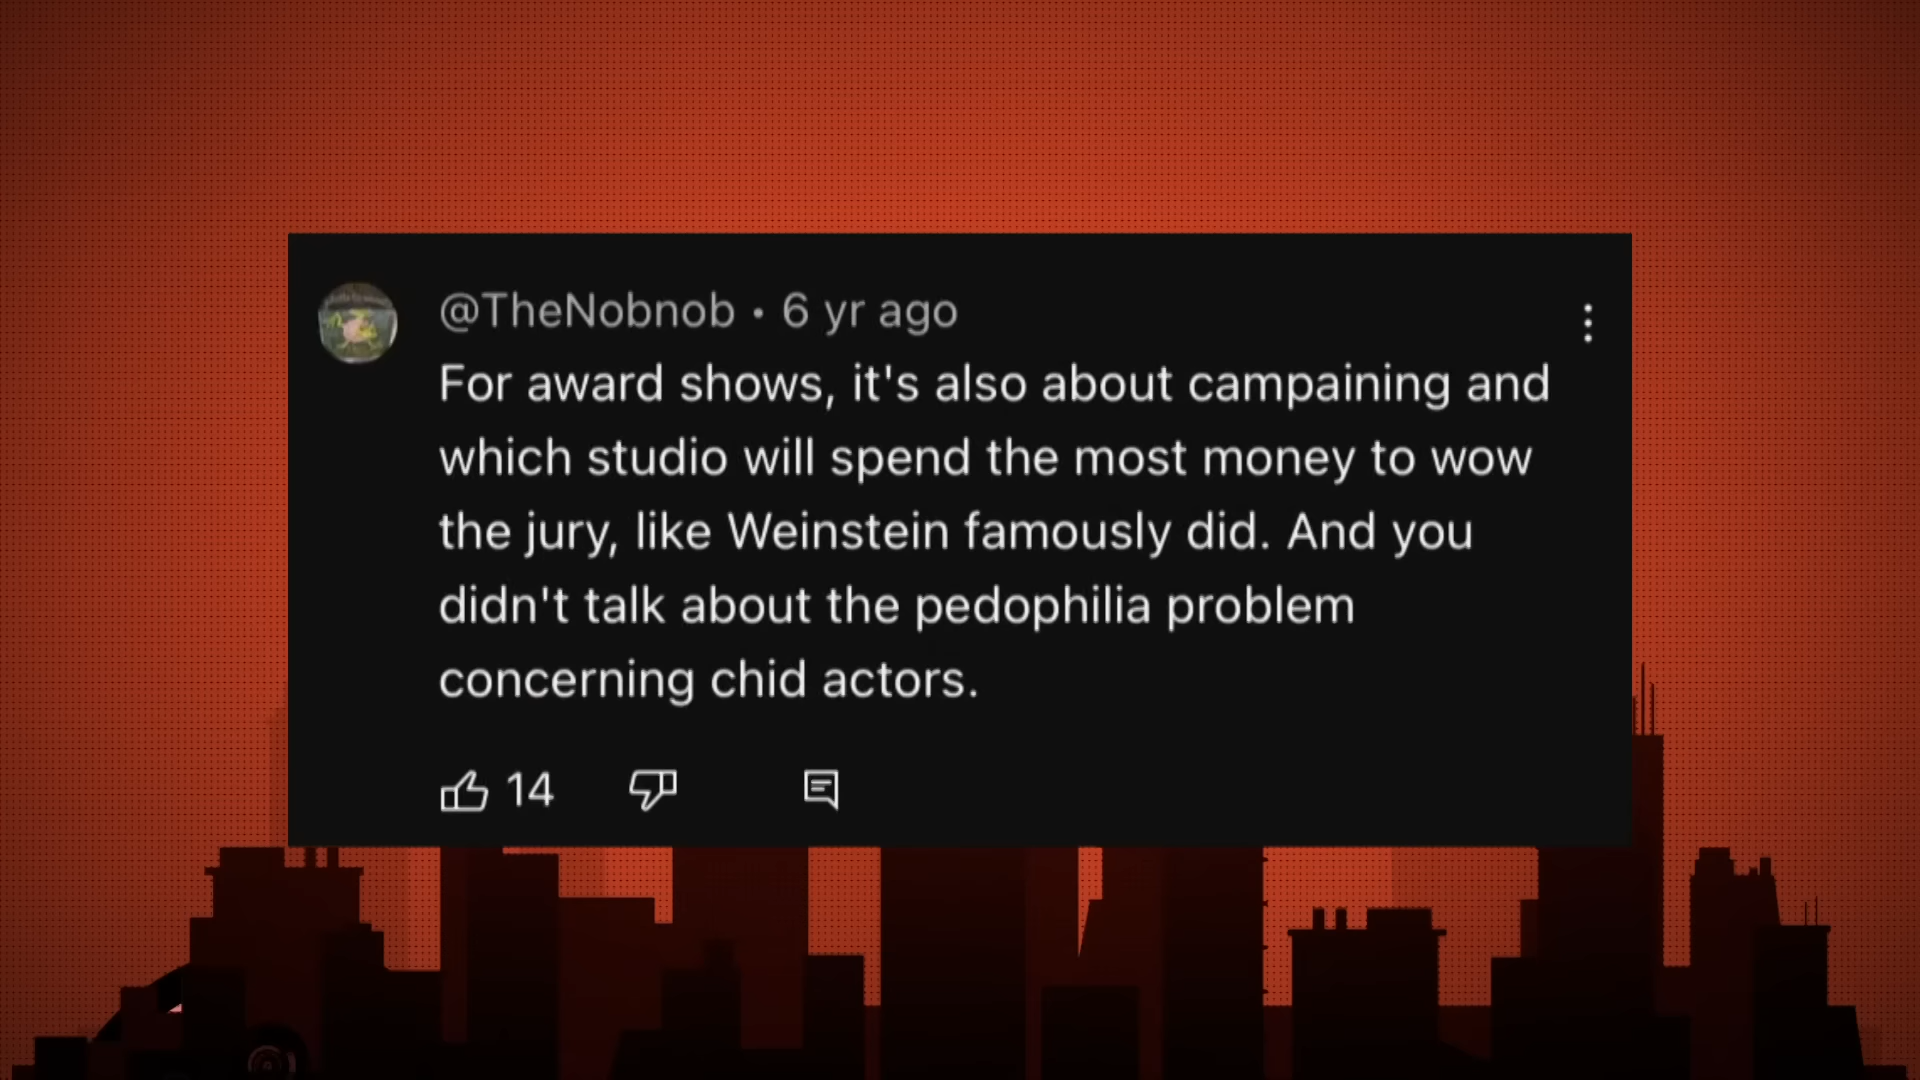 @TheNobnob • 6 yr ago
For award shows, it's also about campaining and
which studio will spend the most money to wow
the jury, like Weinstein famously did. And you
didn't talk about the pedophilia problem
concerning chid actors.
14